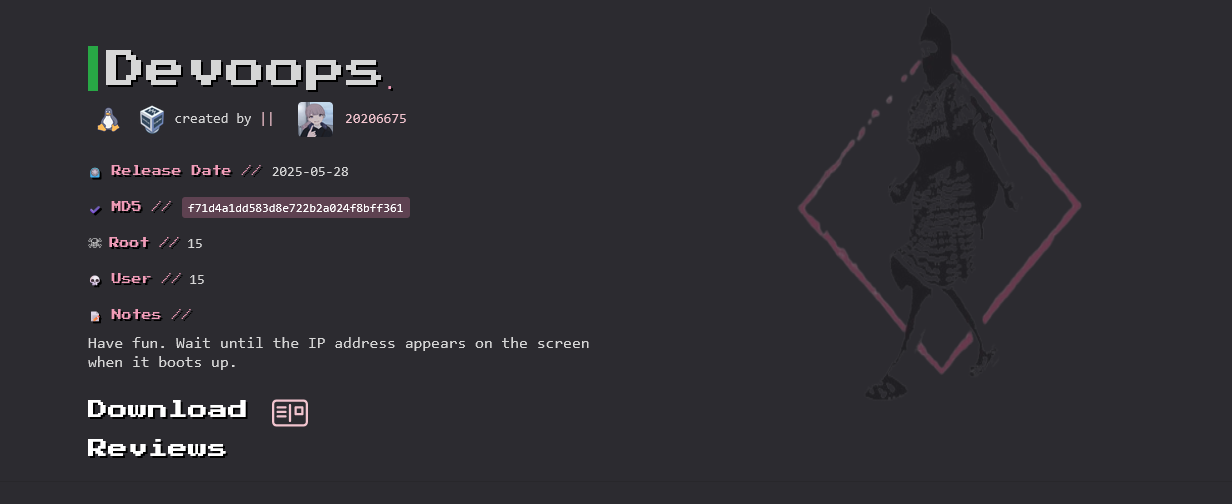 Devoops.
created by || 20206675
Release Date // 2025-05-28
MD5 // f71d4a1dd583d8e722b2a024f8bff361
Root // 15
User // 15
Notes //
Have fun. Wait until the IP address appears on the screen
when it boots up.
Download
Reviews